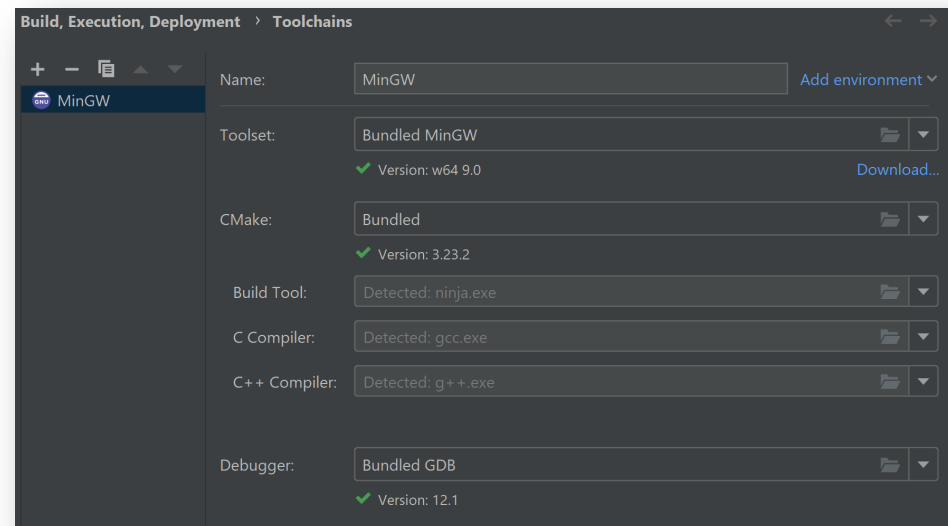 Build, Execution, Deployment › Toolchains
Name:
MinGW
Add environment
GNU
MinGW
Toolset:
Bundled MinGW
Version: w64 9.0
Download...
CMake:
Bundled
Version: 3.23.2
Build Tool:
Detected: ninja.exe
C Compiler:
Detected: gcc.exe
C++ Compiler:
Detected: g++.exe
Debugger:
Bundled GDB
Version: 12.1